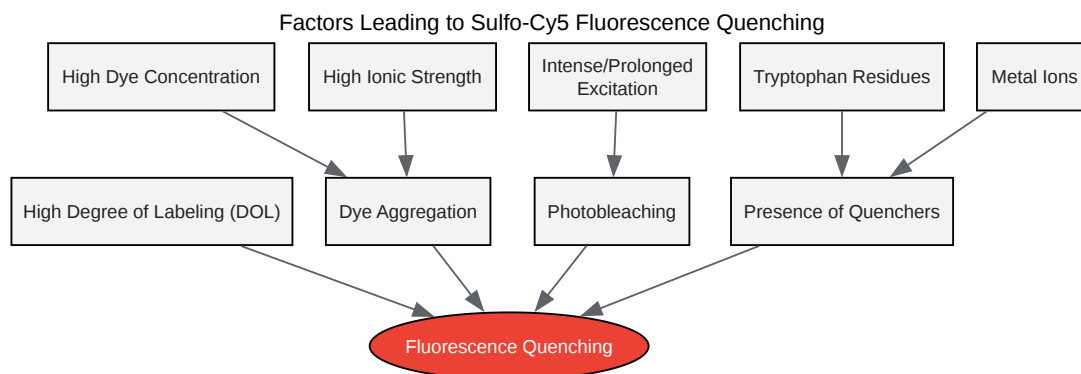 Factors Leading to Sulfo-Cy5 Fluorescence Quenching
High Dye Concentration
High Ionic Strength
Intense/Prolonged
Excitation
Tryptophan Residues
Metal Ions
High Degree of Labeling (DOL)
Dye Aggregation
Photobleaching
Presence of Quenchers
Fluorescence Quenching